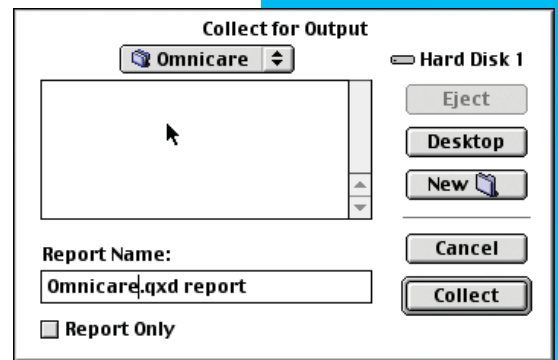 Collect for Output
Omnicare
Hard Disk 1
Eject
Desktop
New
Report Name:
Cancel
Omnicare.qxd report
Collect
Report Only